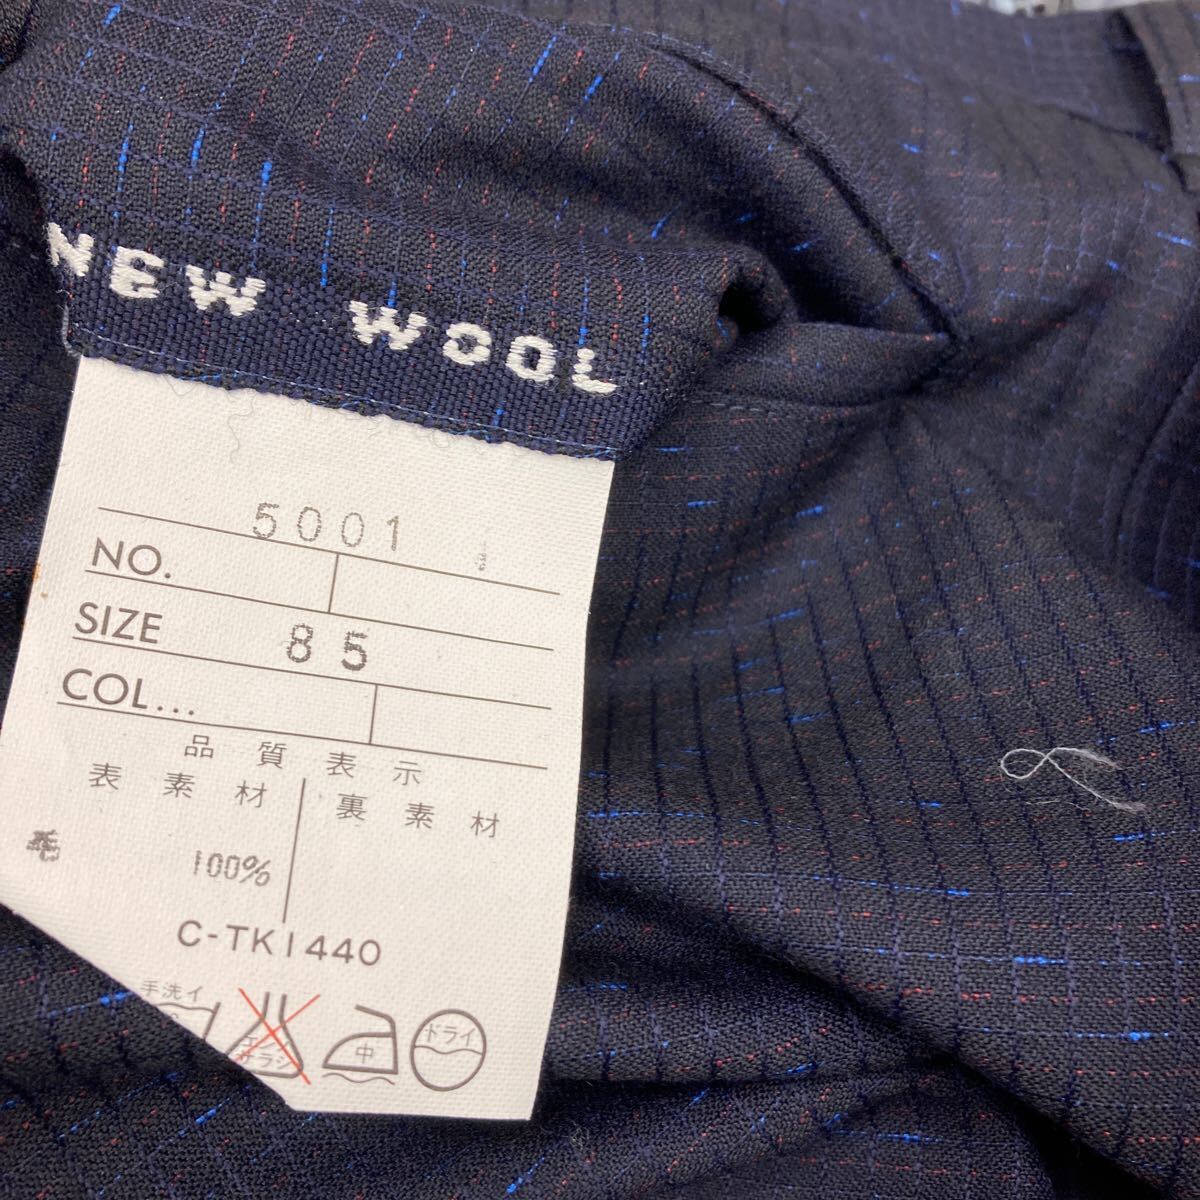 NEW WOOL
5001
NO.
SIZE 85
COL...
品質表示
表素材 裏素材
毛 100%
C-TK1440
手洗イ
エンソ
サラシ
中
ドライ